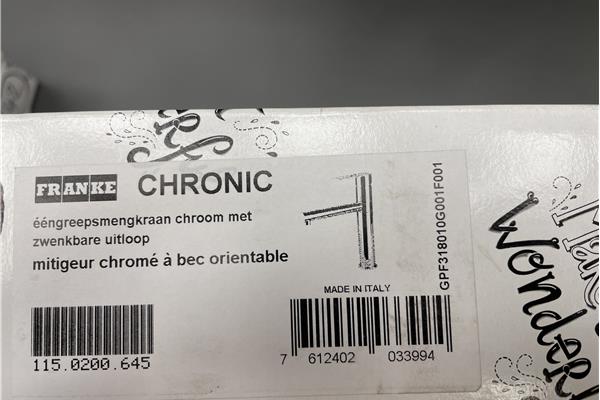 FRANKE CHRONIC
ééngreepsmengkraan chroom met
zwenkbare uitloop
mitigeur chromé à bec orientable
MADE IN ITALY
GPF318010G001F001
115.0200.645
7 612402 033994
wonder